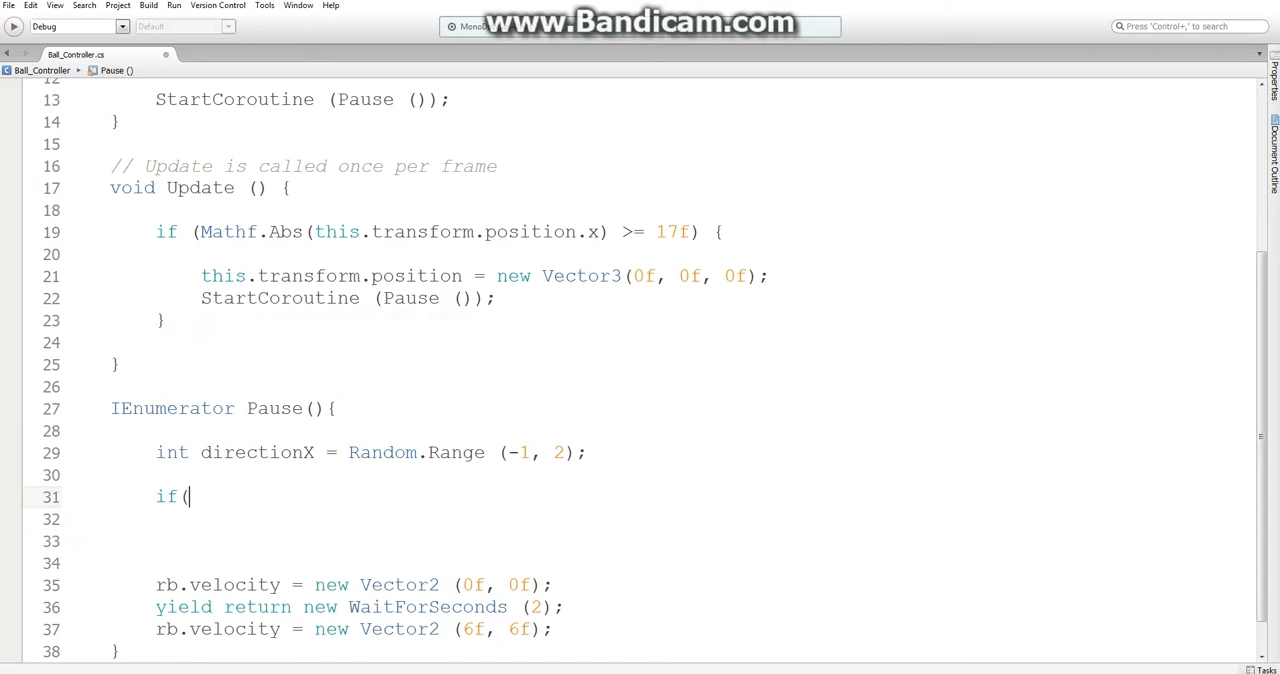 File Edit View Search Project Build Run Version Control Tools Window Help
www.Bandicam.com
Debug Default Press 'Control+,' to search
Ball_Controller.cs
Ball_Controller Pause ()
Properties
Document Outline
12
13 StartCoroutine (Pause ());
14 }
15
16 // Update is called once per frame
17 void Update () {
18
19 if (Mathf.Abs(this.transform.position.x) >= 17f) {
20
21 this.transform.position = new Vector3(0f, 0f, 0f);
22 StartCoroutine (Pause ());
23 }
24
25 }
26
27 IEnumerator Pause(){
28
29 int directionX = Random.Range (-1, 2);
30
31 if(
32
33
34
35 rb.velocity = new Vector2 (0f, 0f);
36 yield return new WaitForSeconds (2);
37 rb.velocity = new Vector2 (6f, 6f);
38 }
Tasks